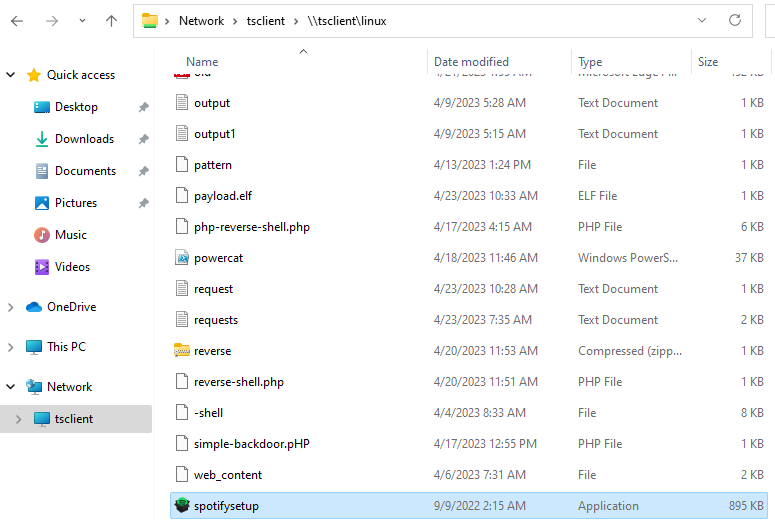 Network > tsclient > \\tsclient\linux
Name Date modified Type Size
Quick access
Desktop
Downloads
Documents
Pictures
Music
Videos
OneDrive
This PC
Network
tsclient
output 4/9/2023 5:28 AM Text Document 1 KB
output1 4/9/2023 5:15 AM Text Document 1 KB
pattern 4/13/2023 1:24 PM File 1 KB
payload.elf 4/23/2023 10:33 AM ELF File 1 KB
php-reverse-shell.php 4/17/2023 4:15 AM PHP File 6 KB
powercat 4/18/2023 11:46 AM Windows PowerS... 37 KB
request 4/23/2023 10:28 AM Text Document 1 KB
requests 4/23/2023 7:35 AM Text Document 2 KB
reverse 4/20/2023 11:53 AM Compressed (zipp... 1 KB
reverse-shell.php 4/20/2023 11:51 AM PHP File 1 KB
-shell 4/4/2023 8:33 AM File 8 KB
simple-backdoor.pHP 4/17/2023 12:55 PM PHP File 1 KB
web_content 4/6/2023 7:31 AM File 2 KB
spotifysetup 9/9/2022 2:15 AM Application 895 KB